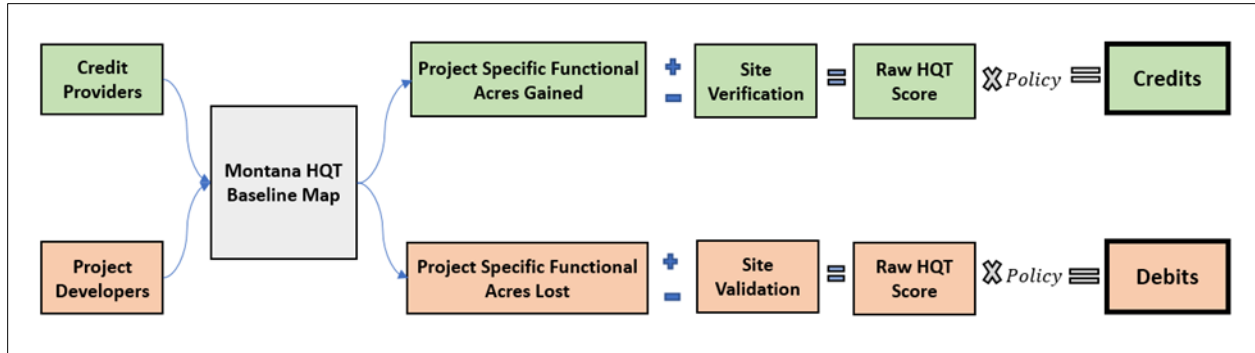 Credit
Providers
Montana HQT
Baseline Map
Project Specific Functional
Acres Gained
+
-
Site
Verification
=
Raw HQT
Score
X Policy =
Credits
Project
Developers
Project Specific Functional
Acres Lost
+
-
Site
Validation
=
Raw HQT
Score
X Policy =
Debits